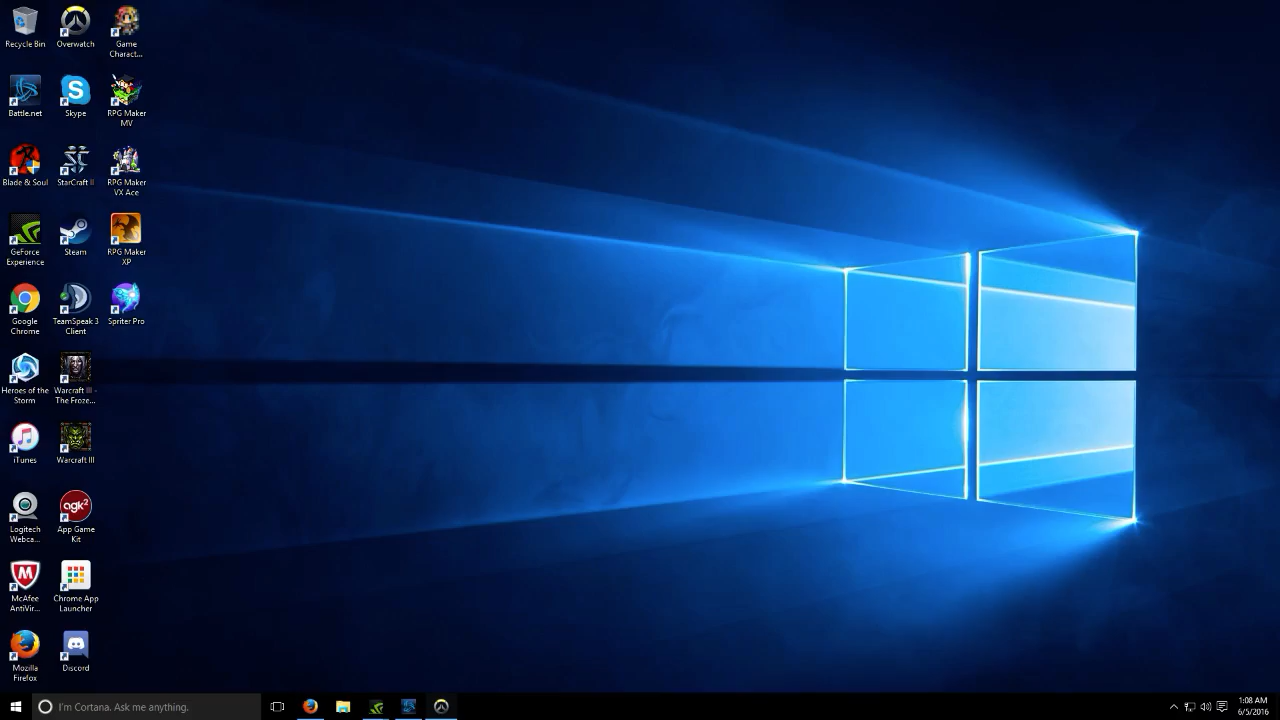 Recycle Bin
Overwatch
Game
Charact...
Battle.net
Skype
RPG Maker
MV
Blade & Soul
StarCraft II
RPG Maker
VX Ace
GeForce
Experience
Steam
RPG Maker
XP
Google
Chrome
TeamSpeak 3
Client
Spriter Pro
Heroes of the
Storm
Warcraft III -
The Froze...
iTunes
Warcraft III
Logitech
Webca...
agk2
App Game
Kit
McAfee
AntiVir...
Chrome App
Launcher
Mozilla
Firefox
Discord
I'm Cortana. Ask me anything.
1:08 AM
6/5/2016